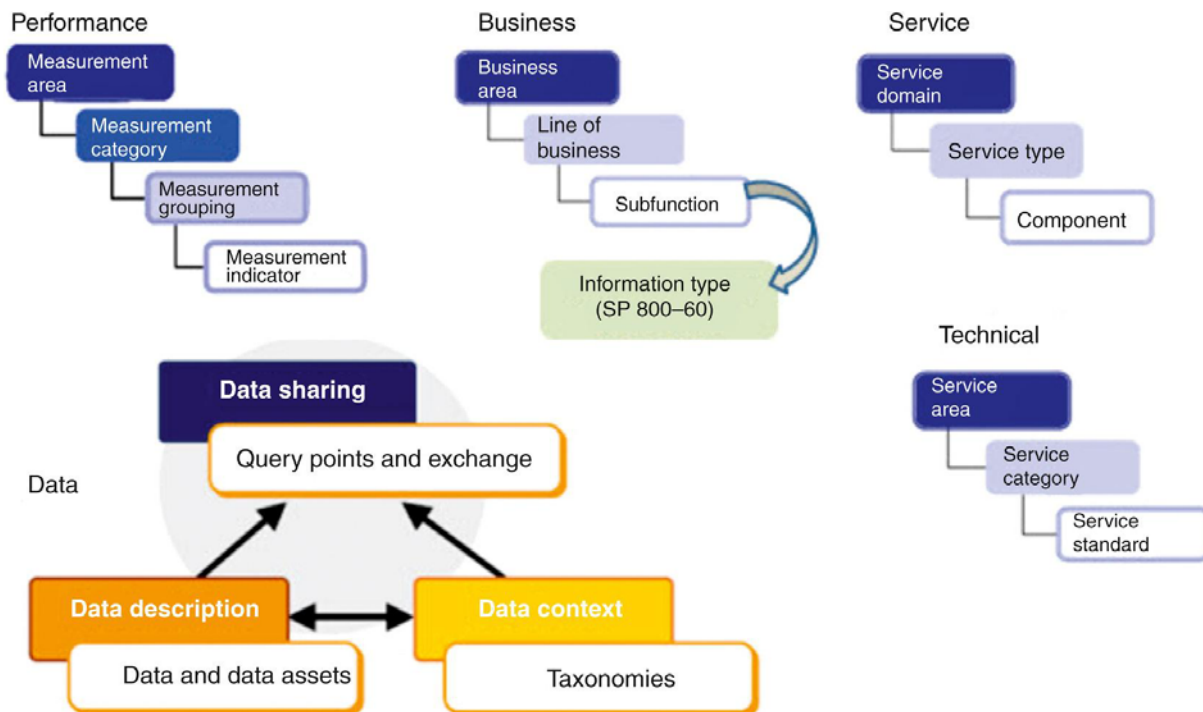 Performance
Measurement
area
Measurement
category
Measurement
grouping
Measurement
indicator
Business
Business
area
Line of
business
Subfunction
Information type
(SP 800–60)
Service
Service
domain
Service type
Component
Technical
Service
area
Service
category
Service
standard
Data
Data sharing
Query points and exchange
Data description
Data and data assets
Data context
Taxonomies